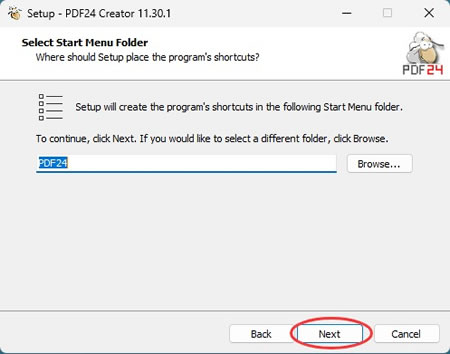 Setup - PDF24 Creator 11.30.1
Select Start Menu Folder
Where should Setup place the program's shortcuts?
PDF24
Setup will create the program's shortcuts in the following Start Menu folder.
To continue, click Next. If you would like to select a different folder, click Browse.
PDF24
Browse...
Back
Next
Cancel